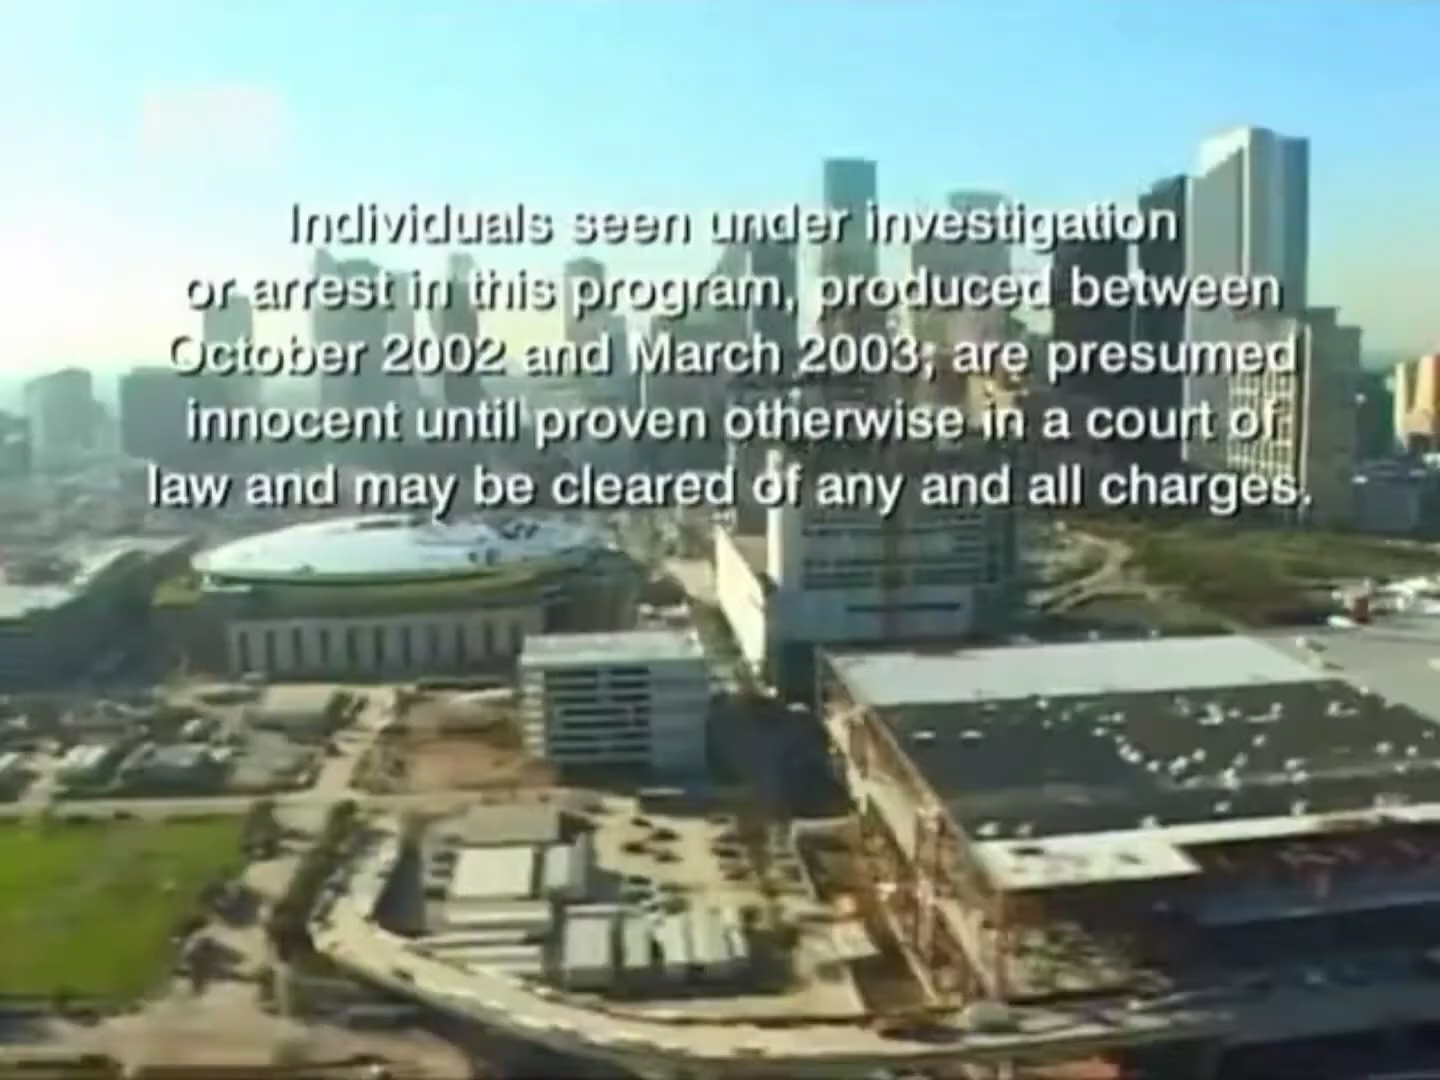 Individuals seen under investigation
or arrest in this program, produced between
October 2002 and March 2003, are presumed
innocent until proven otherwise in a court of
law and may be cleared of any and all charges.